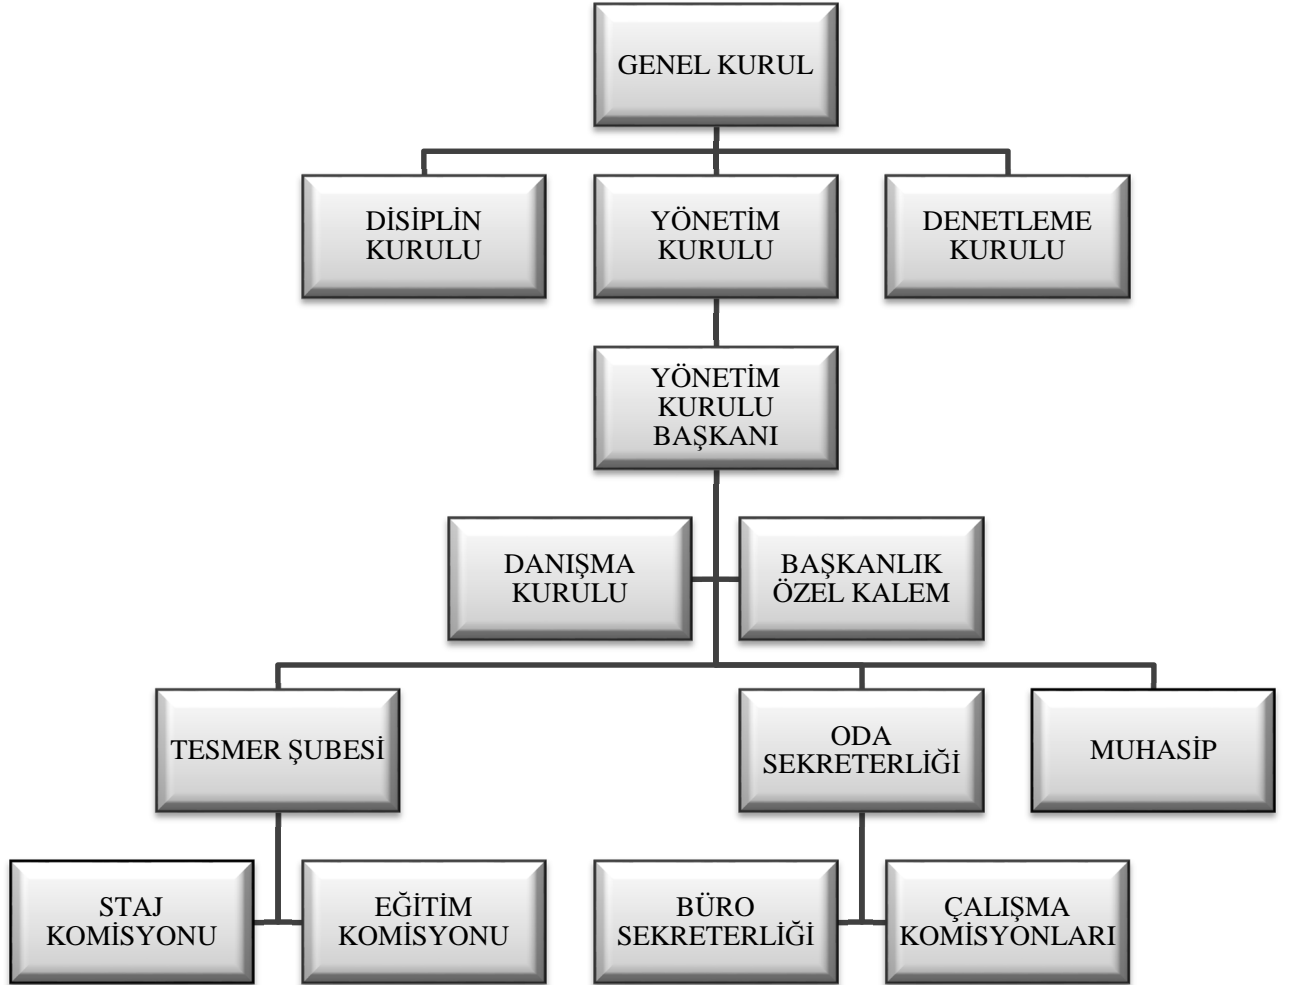 GENEL KURUL
DİSİPLİN
KURULU
YÖNETİM
KURULU
DENETLEME
KURULU
YÖNETİM
KURULU
BAŞKANI
DANIŞMA
KURULU
BAŞKANLIK
ÖZEL KALEM
TESMER ŞUBESİ
ODA
SEKRETERLİĞİ
MUHASİP
STAJ
KOMİSYONU
EĞİTİM
KOMİSYONU
BÜRO
SEKRETERLİĞİ
ÇALIŞMA
KOMİSYONLARI